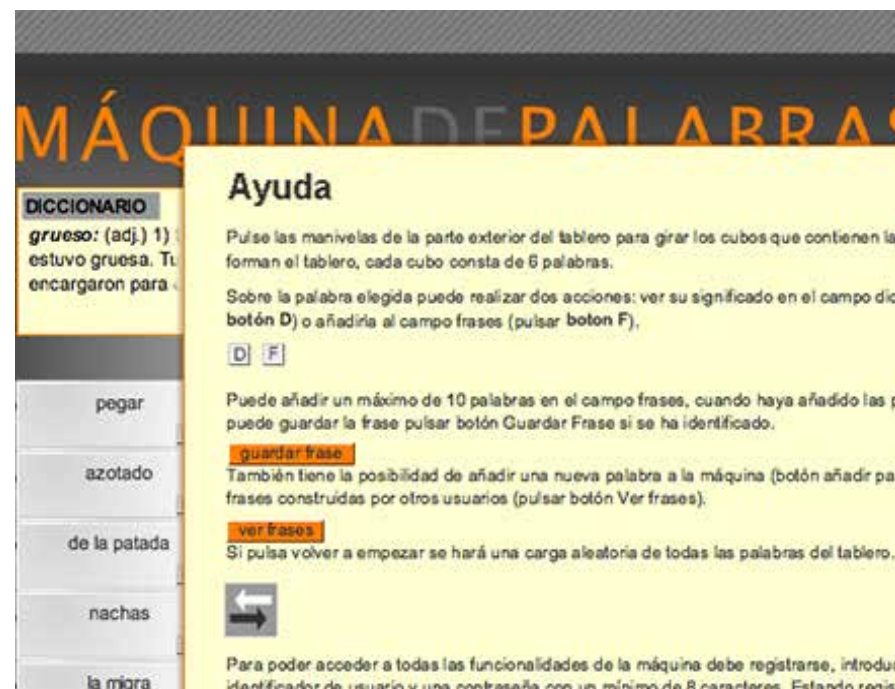 MÁQUINADEPALABRAS
DICCIONARIO
grueso: (adj.) 1)
estuvo gruesa. Tu
encargaron para
pegar
azotado
de la patada
nachas
la migra
Ayuda
Pulse las manivelas de la parte exterior del tablero para girar los cubos que contienen la
forman el tablero, cada cubo consta de 6 palabras.
Sobre la palabra elegida puede realizar dos acciones: ver su significado en el campo dic
botón D) o añadirla al campo frases (pulsar boton F).
D F
Puede añadir un máximo de 10 palabras en el campo frases, cuando haya añadido las p
puede guardar la frase pulsar botón Guardar Frase si se ha identificado.
guardar frase
También tiene la posibilidad de añadir una nueva palabra a la máquina (botón añadir pa
frases construidas por otros usuarios (pulsar botón Ver frases).
ver frases
Si pulsa volver a empezar se hará una carga aleatoria de todas las palabras del tablero.
Para poder acceder a todas las funcionalidades de la máquina debe registrarse, introdu
identificador de usuario y una contraseña con un mínimo de 8 caracteres. Estando regi